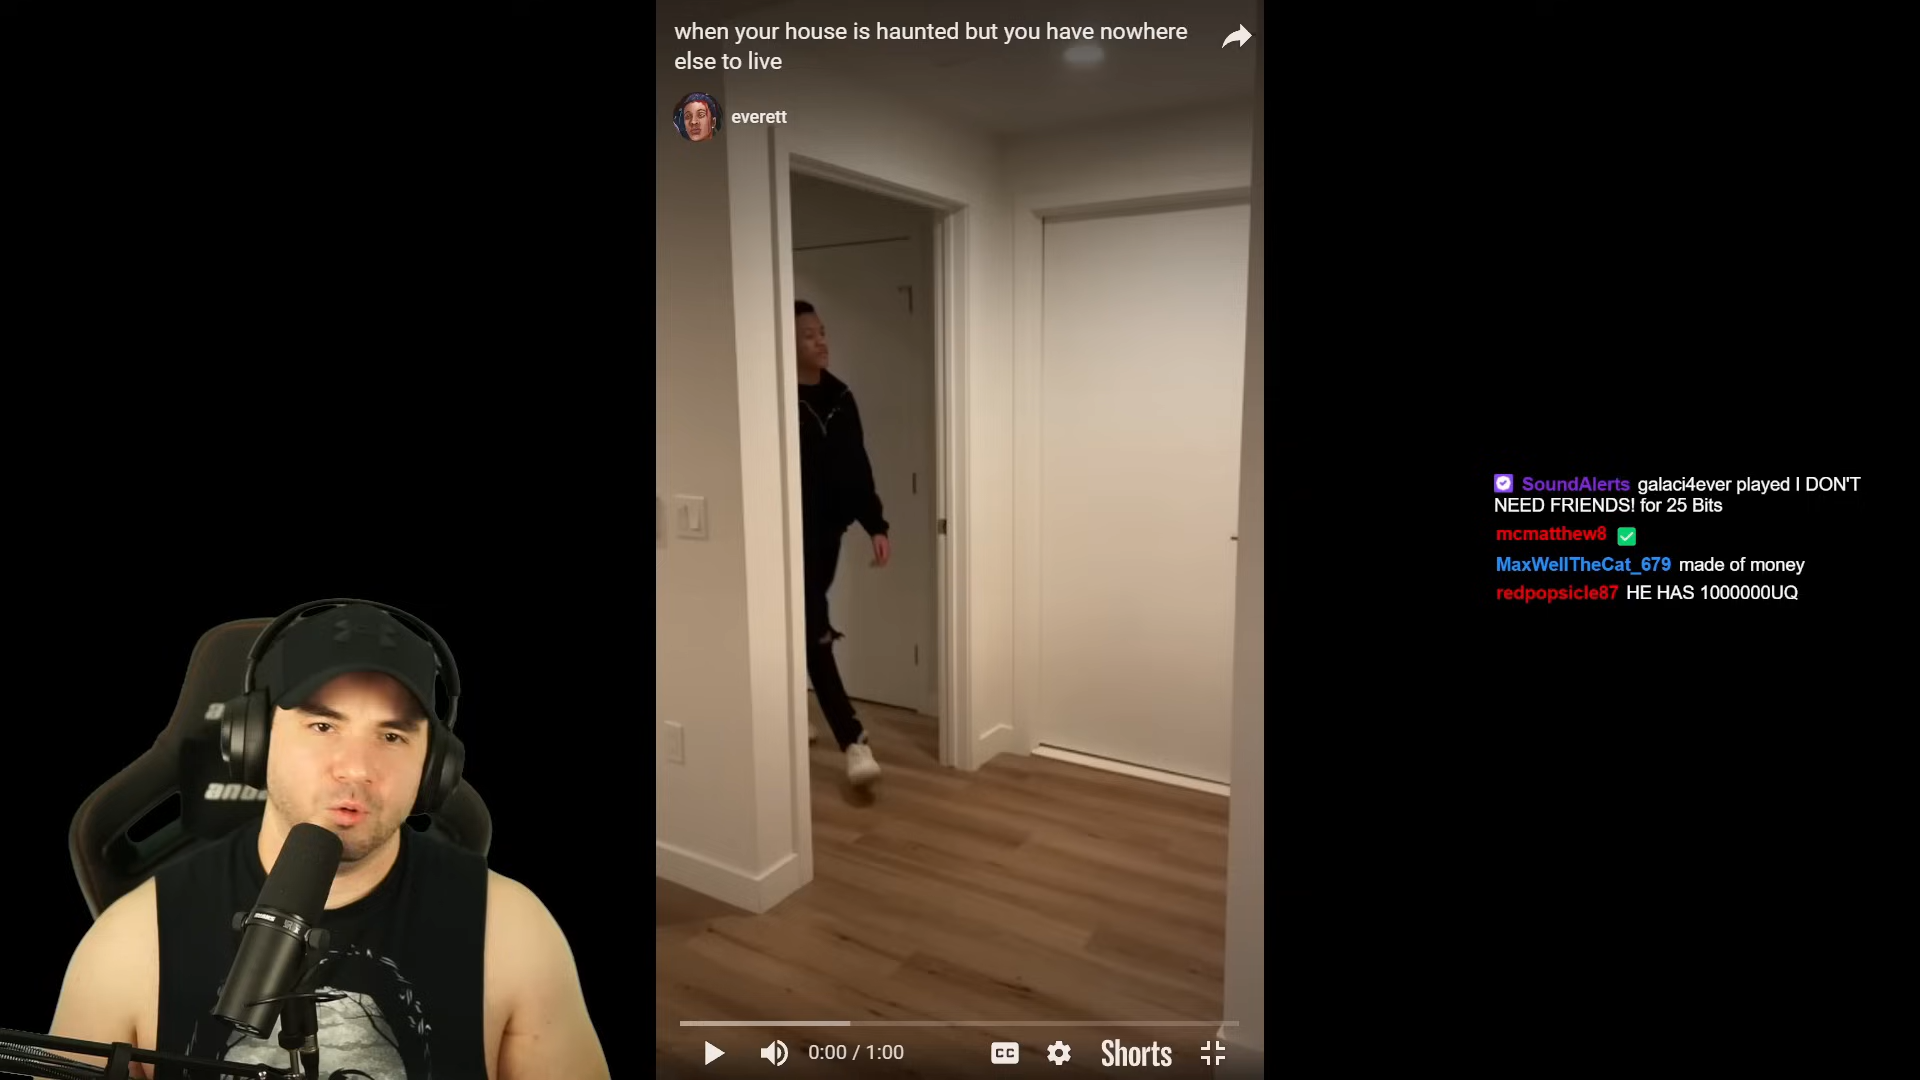 when your house is haunted but you have nowhere
else to live
everett
SoundAlerts galaci4ever played I DON'T
NEED FRIENDS! for 25 Bits
mcmatthew8
MaxWellTheCat_679 made of money
redpopsicle87 HE HAS 1000000UQ
0:00 / 1:00
CC
Shorts